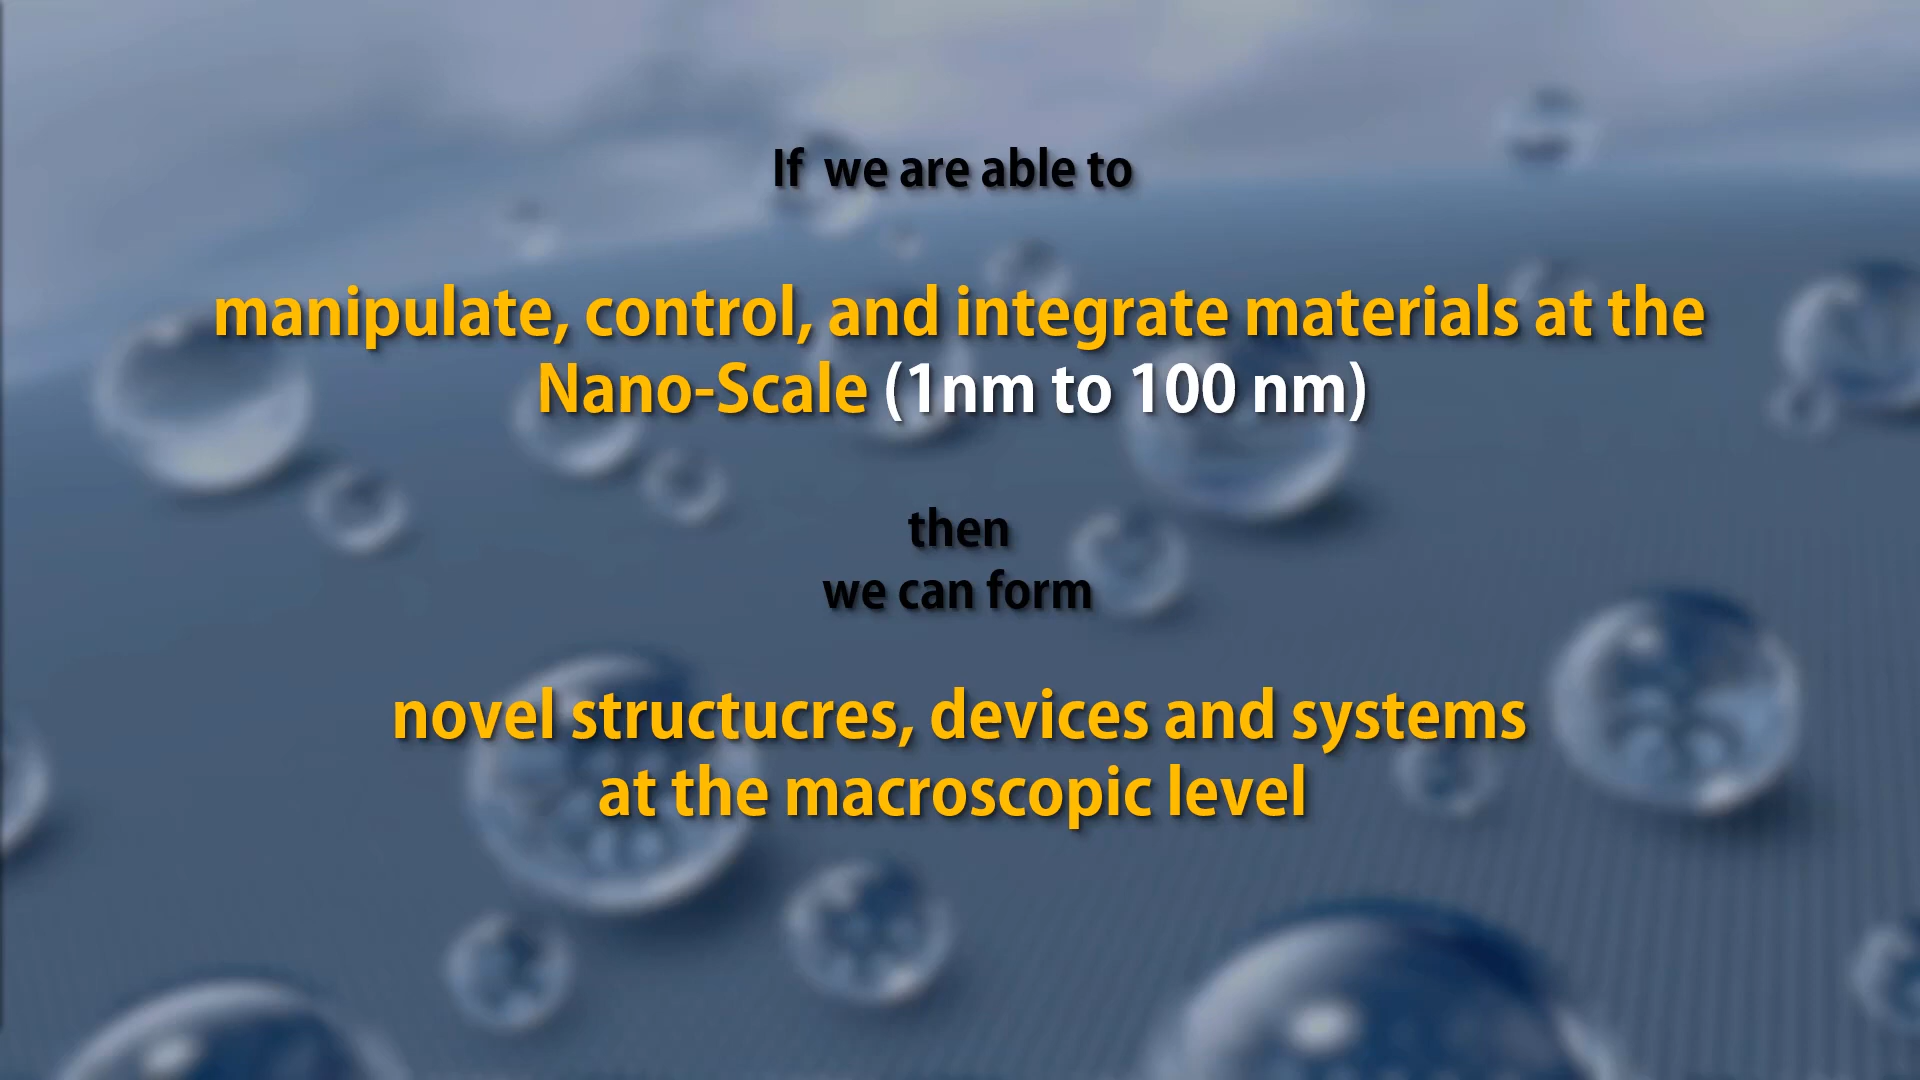 If  we are able to
manipulate, control, and integrate materials at the
Nano-Scale (1nm to 100 nm)
then
we can form
novel structucres, devices and systems
at the macroscopic level